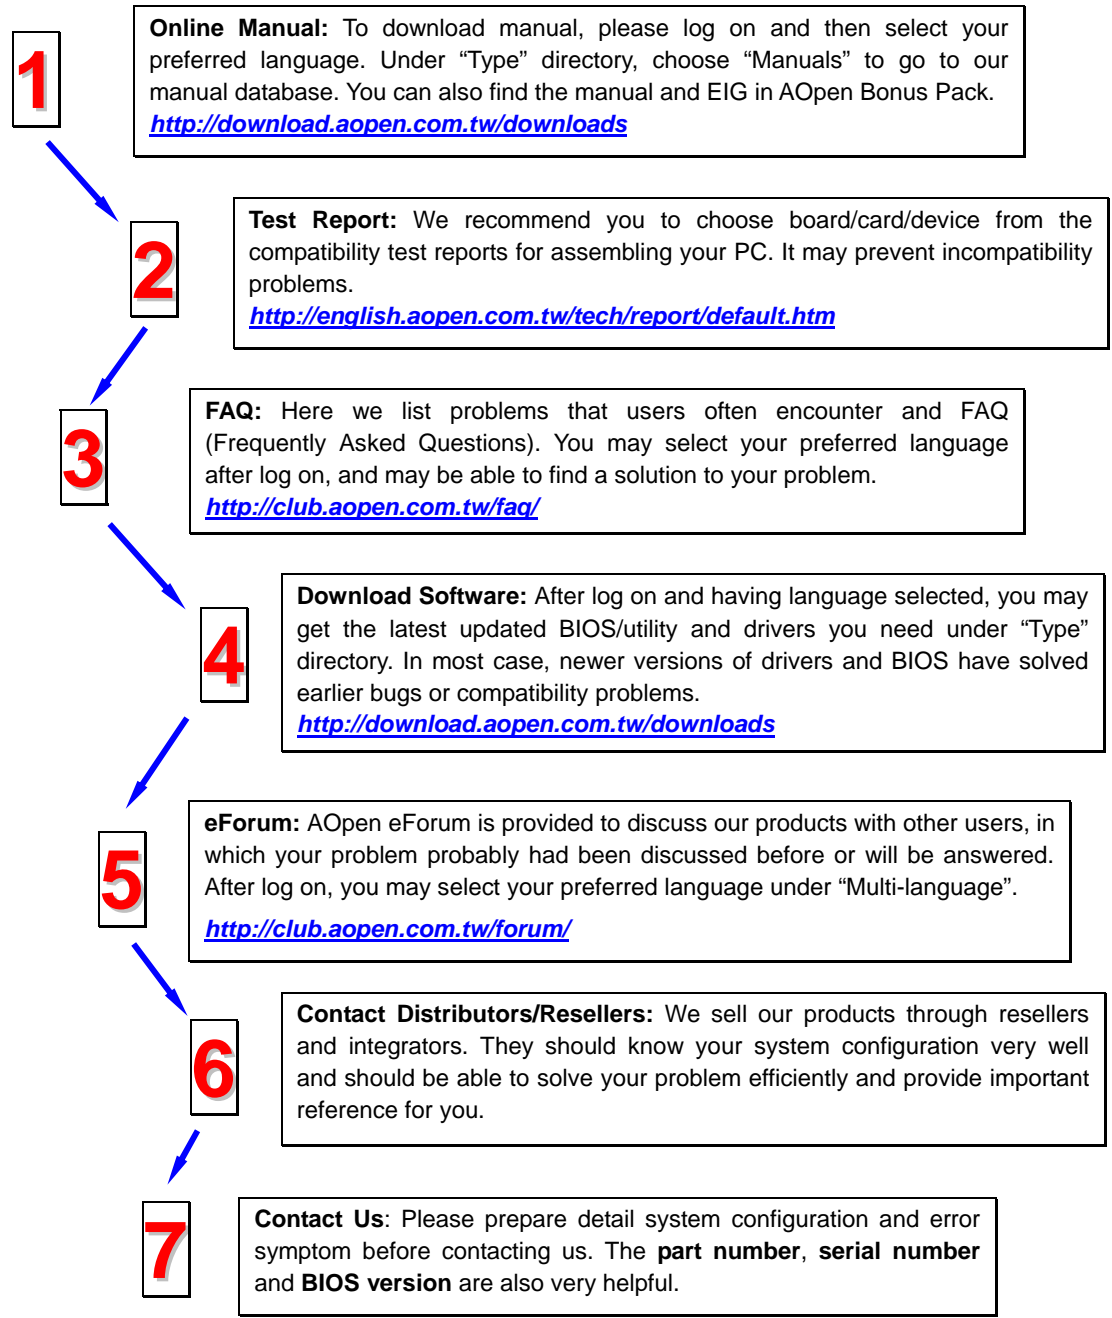 1
Online Manual: To download manual, please log on and then select your
preferred language. Under “Type” directory, choose “Manuals” to go to our
manual database. You can also find the manual and EIG in AOpen Bonus Pack.
http://download.aopen.com.tw/downloads
2
Test Report: We recommend you to choose board/card/device from the
compatibility test reports for assembling your PC. It may prevent incompatibility
problems.
http://english.aopen.com.tw/tech/report/default.htm
3
FAQ: Here we list problems that users often encounter and FAQ
(Frequently Asked Questions). You may select your preferred language
after log on, and may be able to find a solution to your problem.
http://club.aopen.com.tw/faq/
4
Download Software: After log on and having language selected, you may
get the latest updated BIOS/utility and drivers you need under “Type”
directory. In most case, newer versions of drivers and BIOS have solved
earlier bugs or compatibility problems.
http://download.aopen.com.tw/downloads
5
eForum: AOpen eForum is provided to discuss our products with other users, in
which your problem probably had been discussed before or will be answered.
After log on, you may select your preferred language under “Multi-language”.
http://club.aopen.com.tw/forum/
6
Contact Distributors/Resellers: We sell our products through resellers
and integrators. They should know your system configuration very well
and should be able to solve your problem efficiently and provide important
reference for you.
7
Contact Us: Please prepare detail system configuration and error
symptom before contacting us. The part number, serial number
and BIOS version are also very helpful.